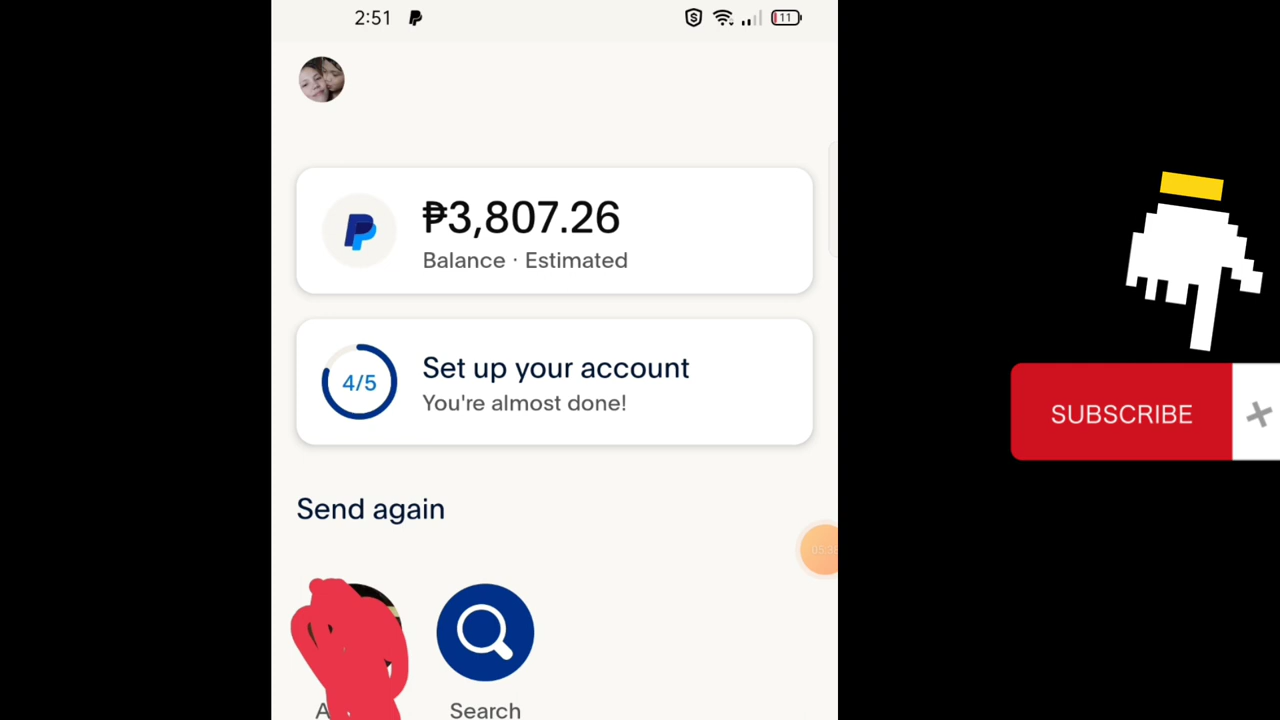 2:51
11
₱3,807.26
Balance · Estimated
4/5
Set up your account
You're almost done!
SUBSCRIBE
Send again
Search